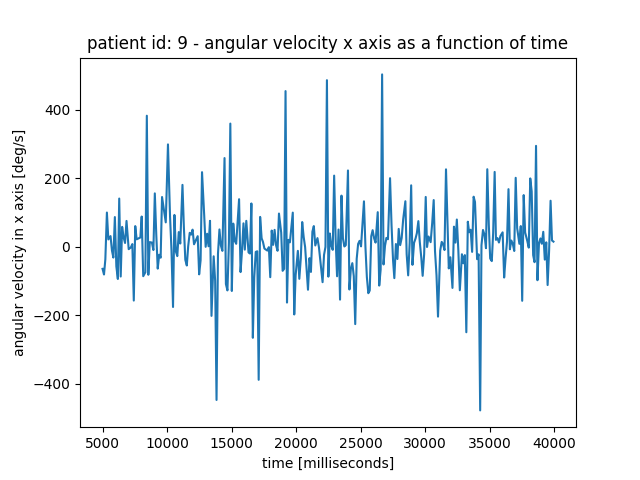 patient id: 9 - angular velocity x axis as a function of time
angular velocity in x axis [deg/s]
400
200
0
−200
−400
5000 10000 15000 20000 25000 30000 35000 40000
time [milliseconds]